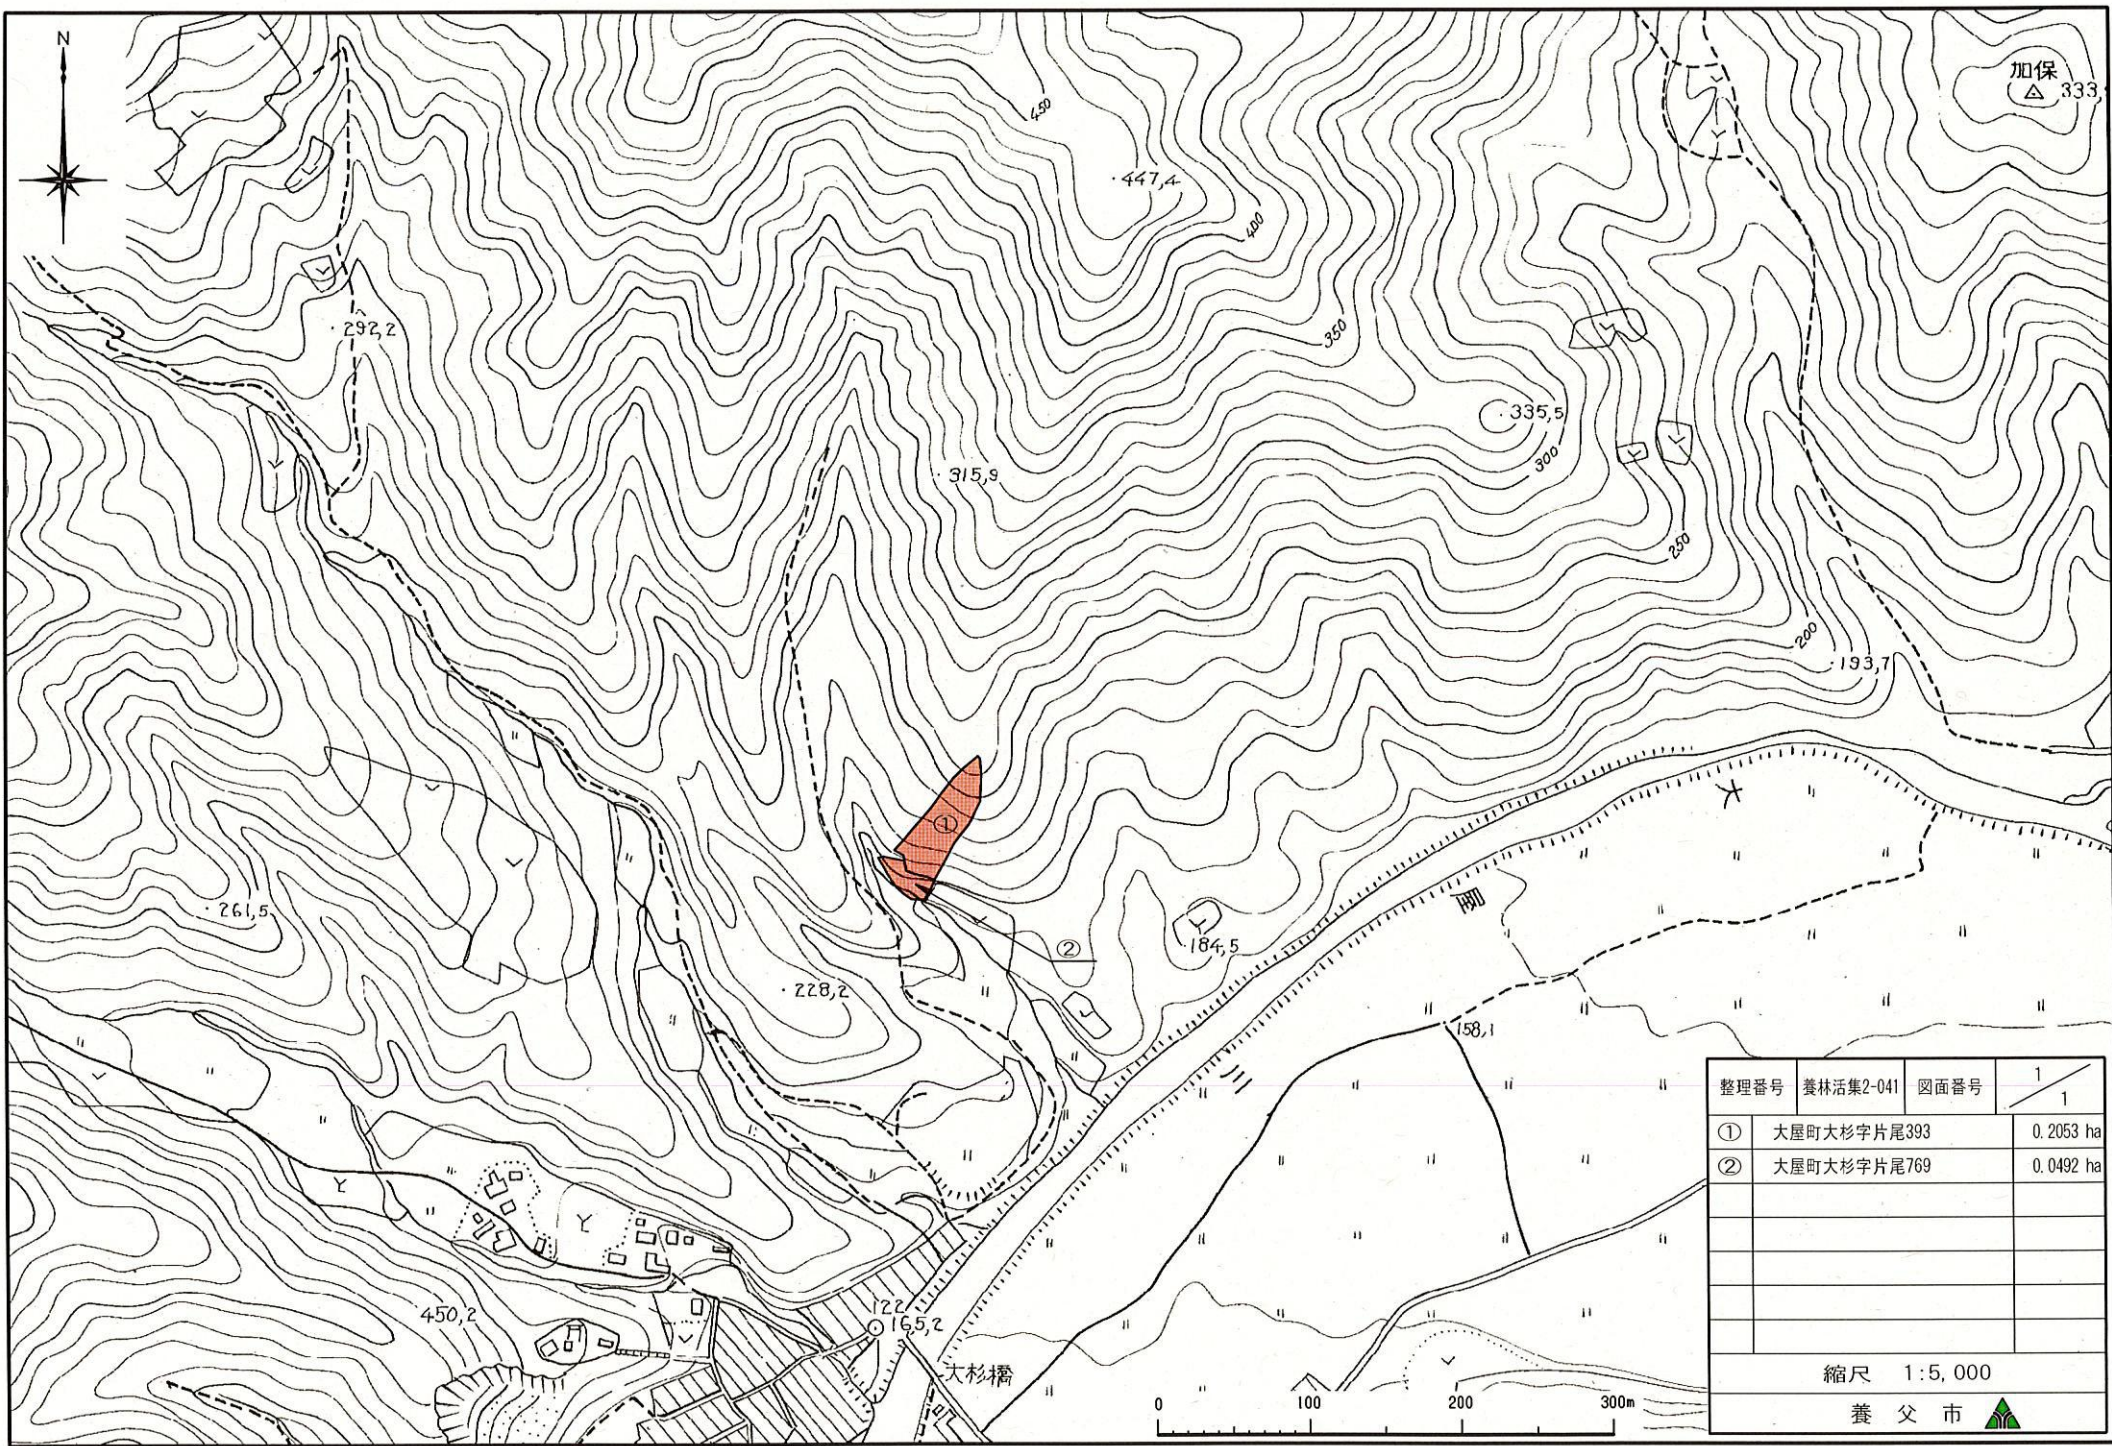 N
加保
333,
450
447,4
400
292,2
350
335,5
315,9
300
250
200
193,7
大
①
屋
261,5
②
184,5
228,2
158,1
川
450,2
122
165,2
大杉橋
0 100 200 300m
整理番号 養林活集2-041 図面番号 1/1
① 大屋町大杉字片尾393 0.2053 ha
② 大屋町大杉字片尾769 0.0492 ha
縮尺 1:5,000
養父市